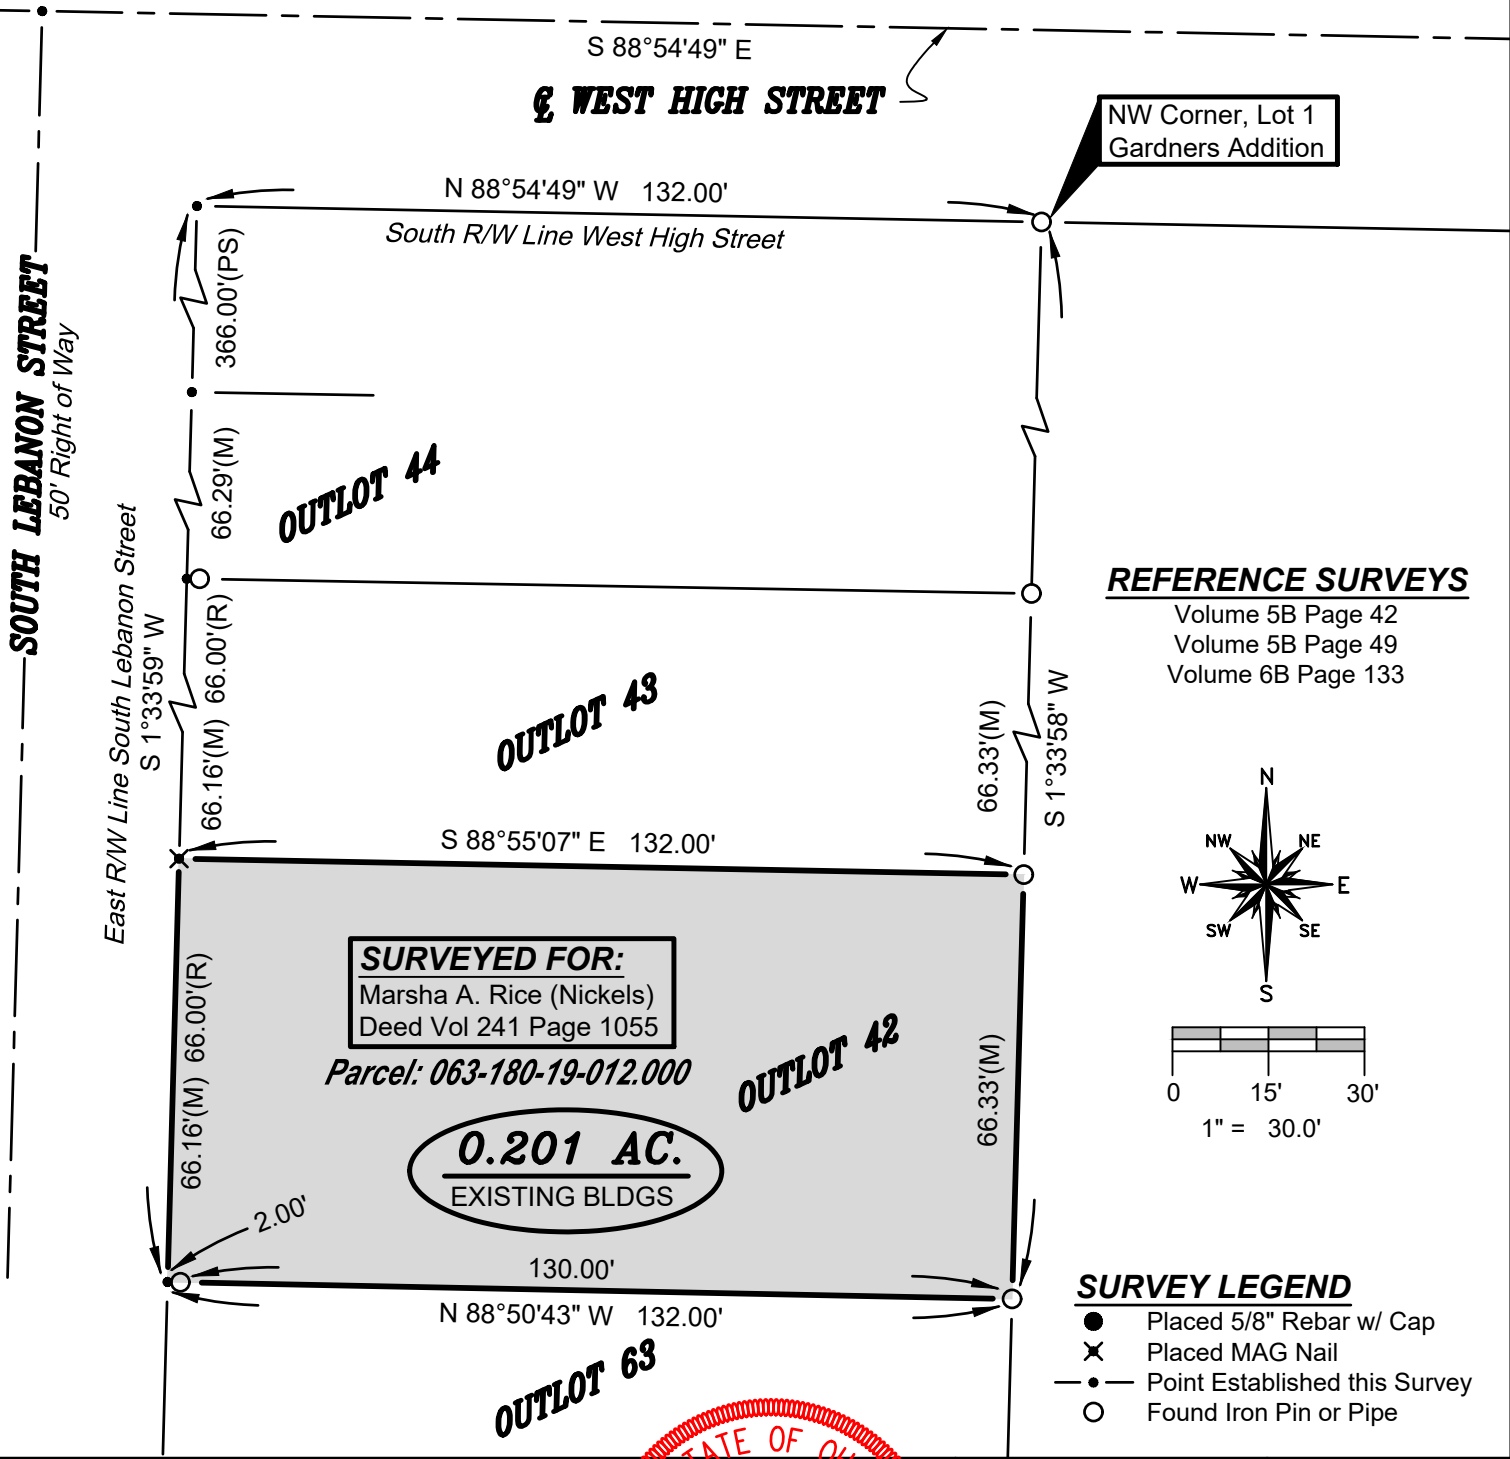 S 88°54'49" E
℄ WEST HIGH STREET
NW Corner, Lot 1
Gardners Addition
N 88°54'49" W 132.00'
South R/W Line West High Street
SOUTH LEBANON STREET
50' Right of Way
366.00'(PS)
66.29'(M)
OUTLOT 44
East R/W Line South Lebanon Street
S 1°33'59" W
66.16'(M) 66.00'(R)
OUTLOT 43
66.33'(M)
S 1°33'58" W
REFERENCE SURVEYS
Volume 5B Page 42
Volume 5B Page 49
Volume 6B Page 133
N
NW NE
W E
SW SE
S
0 15' 30'
1" = 30.0'
S 88°55'07" E 132.00'
SURVEYED FOR:
Marsha A. Rice (Nickels)
Deed Vol 241 Page 1055
Parcel: 063-180-19-012.000
66.16'(M) 66.00'(R)
OUTLOT 42
66.33'(M)
0.201 AC.
EXISTING BLDGS
2.00'
130.00'
N 88°50'43" W 132.00'
OUTLOT 63
SURVEY LEGEND
Placed 5/8" Rebar w/ Cap
Placed MAG Nail
Point Established this Survey
Found Iron Pin or Pipe
OF